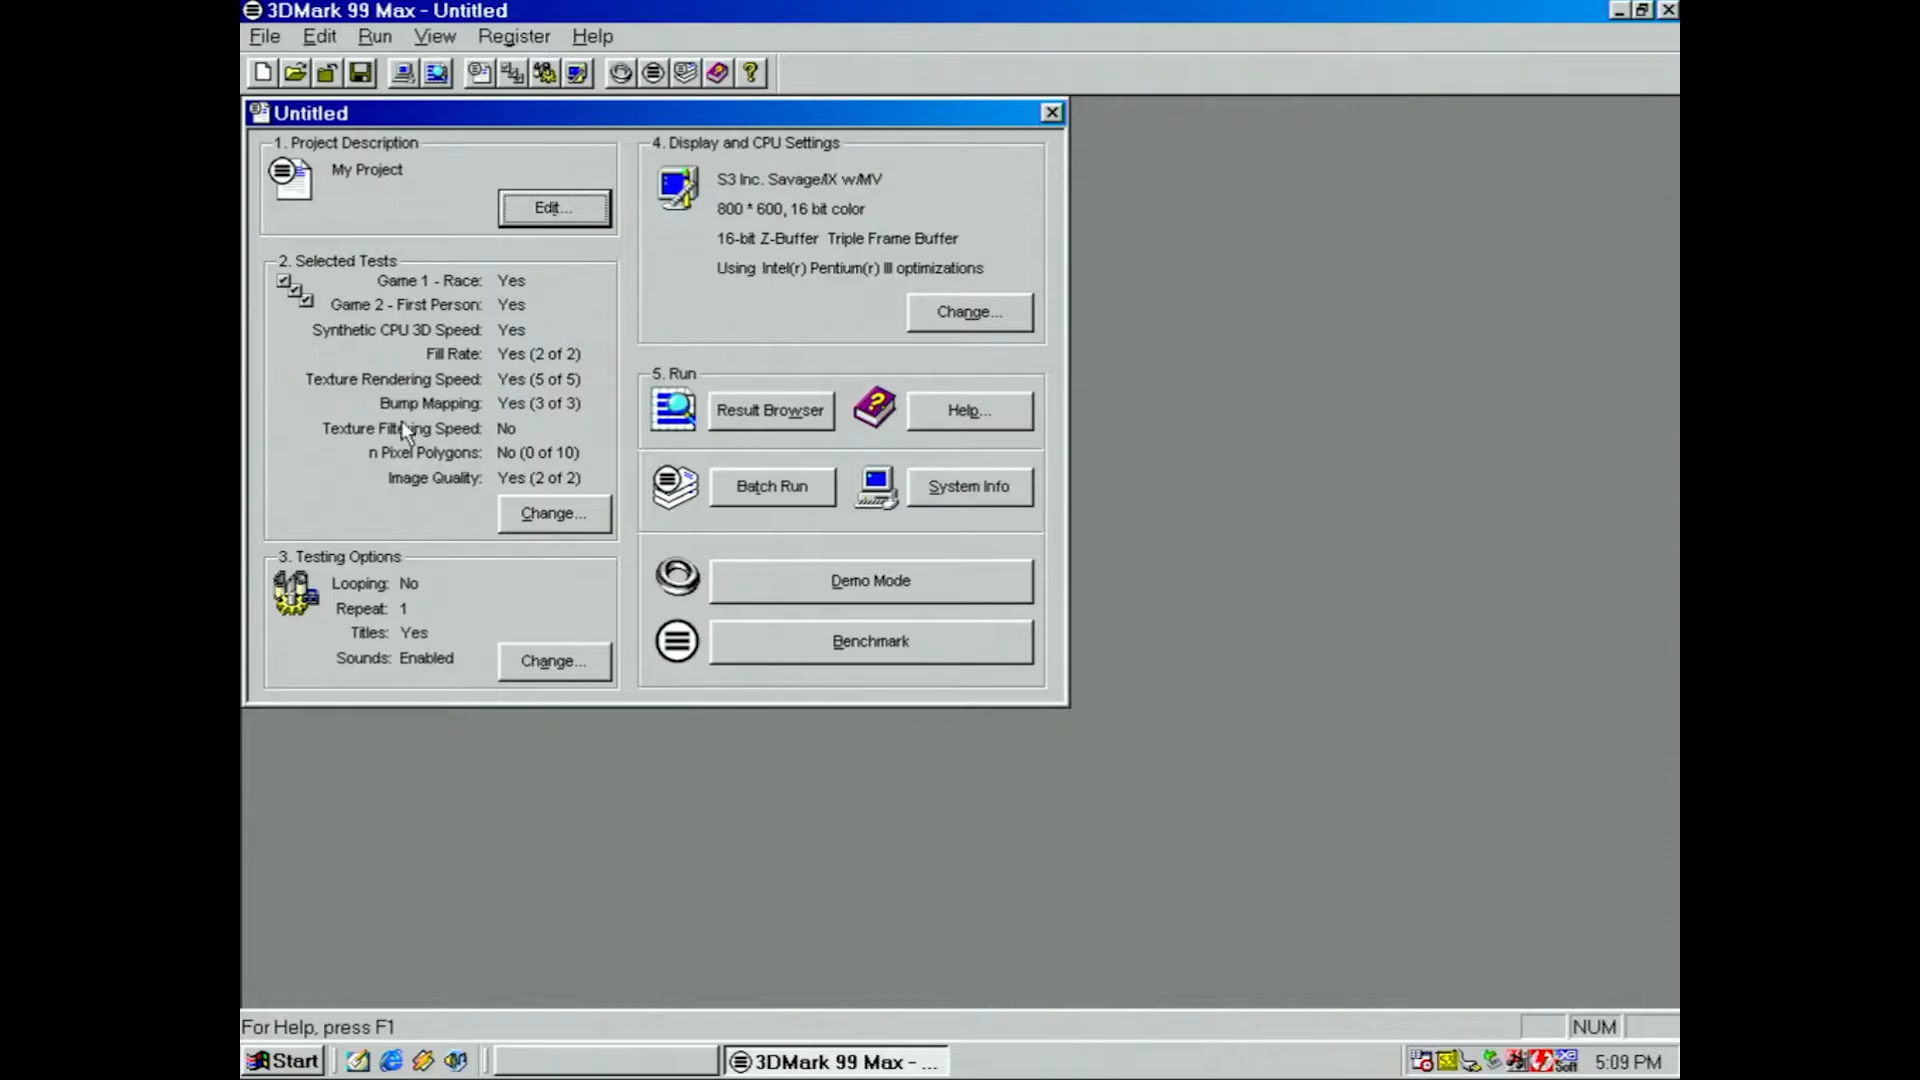 3DMark 99 Max - Untitled
File Edit Run View Register Help
Untitled
1. Project Description
My Project
Edit...
2. Selected Tests
Game 1 - Race: Yes
Game 2 - First Person: Yes
Synthetic CPU 3D Speed: Yes
Fill Rate: Yes (2 of 2)
Texture Rendering Speed: Yes (5 of 5)
Bump Mapping: Yes (3 of 3)
Texture Filtering Speed: No
n Pixel Polygons: No (0 of 10)
Image Quality: Yes (2 of 2)
Change...
3. Testing Options
Looping: No
Repeat: 1
Titles: Yes
Sounds: Enabled
Change...
4. Display and CPU Settings
S3 Inc. Savage/IX w/MV
800 * 600, 16 bit color
16-bit Z-Buffer Triple Frame Buffer
Using Intel(r) Pentium(r) III optimizations
Change...
5. Run
Result Browser
Help...
Batch Run
System Info
Demo Mode
Benchmark
For Help, press F1
NUM
Start
3DMark 99 Max - ...
5:09 PM